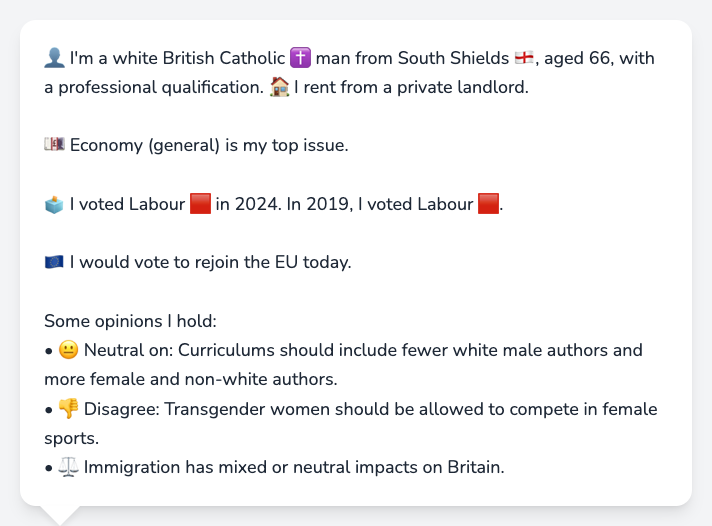 👤 I'm a white British Catholic ✝️ man from South Shields 🏴󠁧󠁢󠁥󠁮󠁧󠁿, aged 66, with
a professional qualification. 🏠 I rent from a private landlord.
💷 Economy (general) is my top issue.
🗳️ I voted Labour 🟥 in 2024. In 2019, I voted Labour 🟥.
🇪🇺 I would vote to rejoin the EU today.
Some opinions I hold:
• 😐 Neutral on: Curriculums should include fewer white male authors and
more female and non-white authors.
• 👎 Disagree: Transgender women should be allowed to compete in female
sports.
• ⚖️ Immigration has mixed or neutral impacts on Britain.